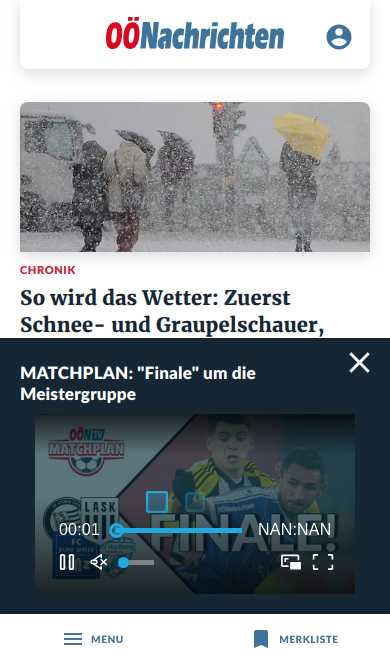 OÖNachrichten
CHRONIK
So wird das Wetter: Zuerst
Schnee- und Graupelschauer,
MATCHPLAN: "Finale" um die
Meistergruppe
OÖN TV
MATCHPLAN
LASK
FC
FINALE!
00:01
NAN:NAN
MENU
MERKLISTE